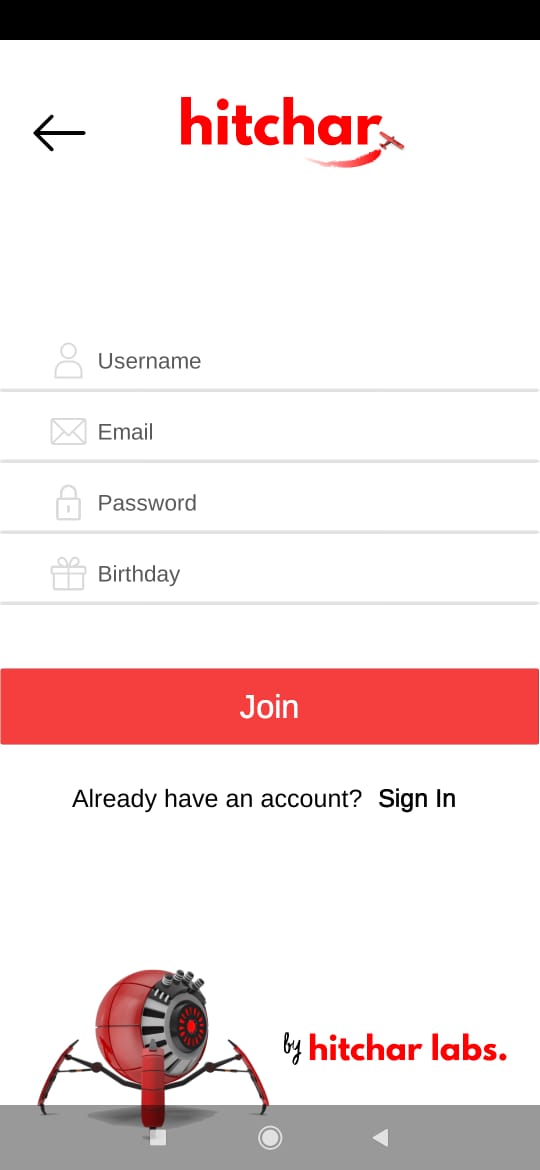 hitchar
Username
Email
Password
Birthday
Join
Already have an account? Sign In
by hitchar labs.